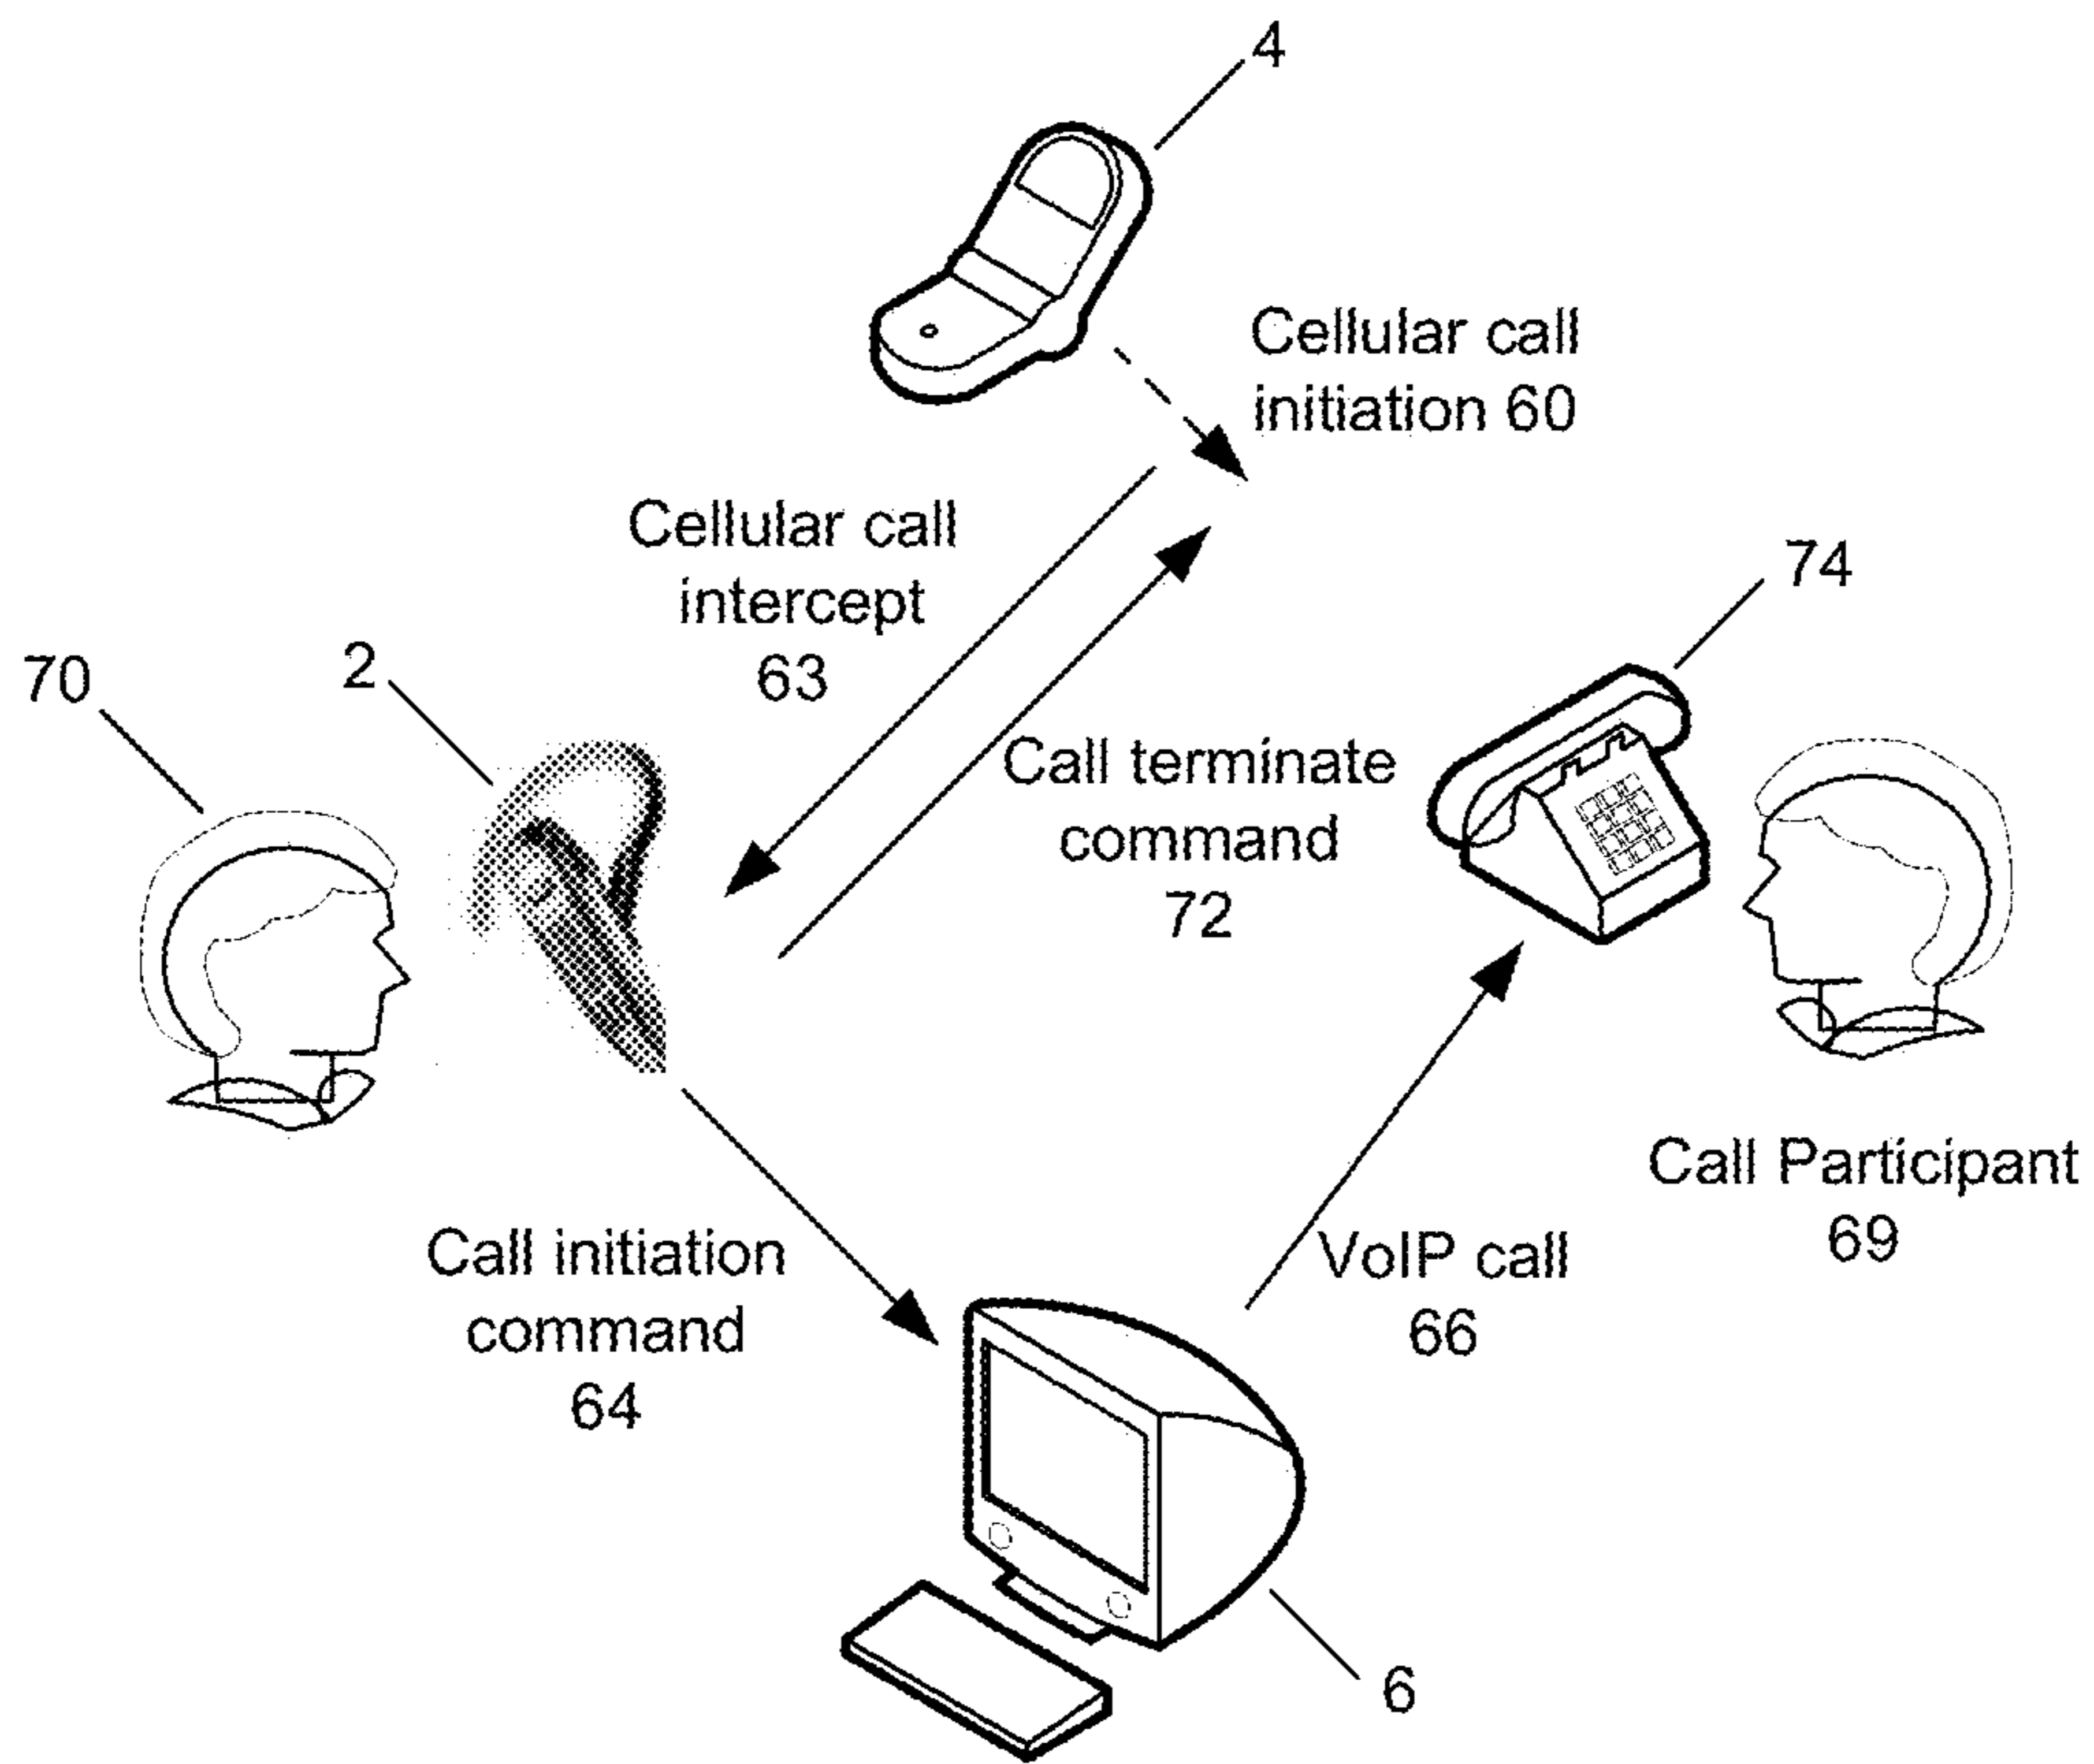 4
Cellular call
initiation 60
Cellular call
intercept
63
74
70
2
Call terminate
command
72
Call Participant
69
Call initiation
command
64
VoIP call
66
6